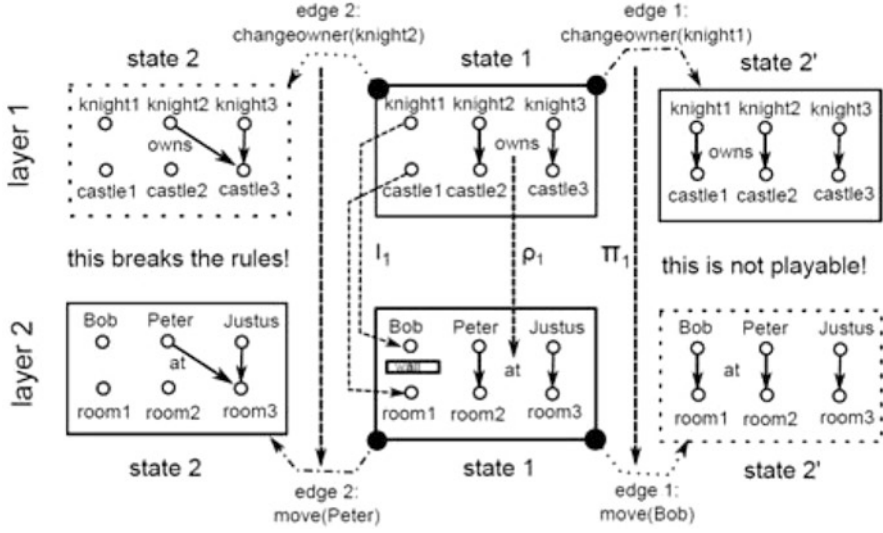 edge 2:
changeowner(knight2)
edge 1:
changeowner(knight1)
state 2
state 1
state 2'
layer 1
knight1 knight2 knight3
owns
castle1 castle2 castle3
knight1 knight2 knight3
owns
castle1 castle2 castle3
knight1 knight2 knight3
owns
castle1 castle2 castle3
this breaks the rules!
I₁
ρ₁
π₁
this is not playable!
layer 2
Bob Peter Justus
at
room1 room2 room3
Bob Peter Justus
wall
at
room1 room2 room3
Bob Peter Justus
at
room1 room2 room3
state 2
state 1
state 2'
edge 2:
move(Peter)
edge 1:
move(Bob)